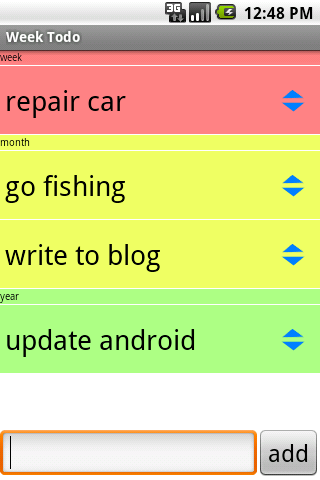 3G
12:48 PM
Week Todo
week
repair car
month
go fishing
write to blog
year
update android
add